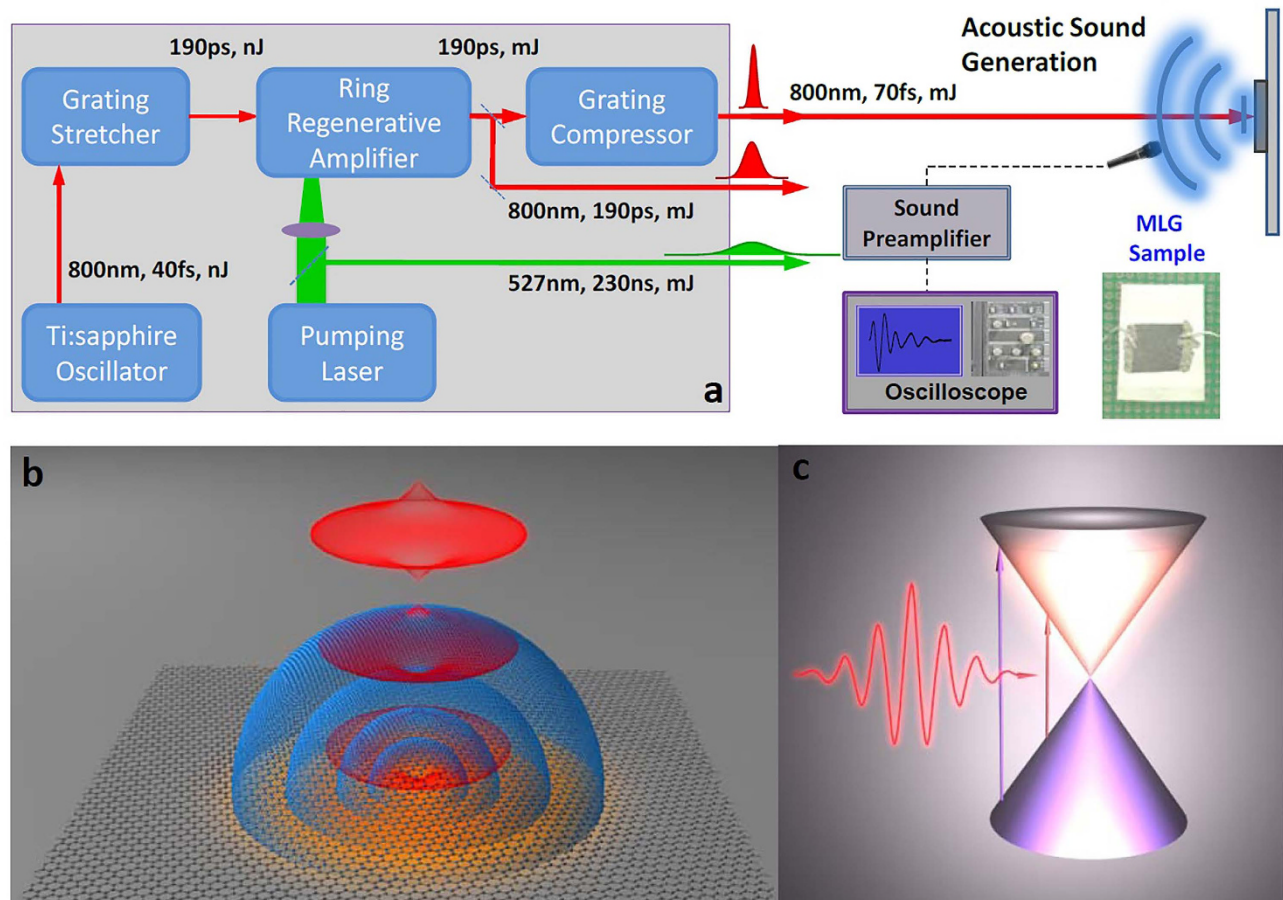 190ps, nJ
190ps, mJ
Acoustic Sound
Generation
Grating
Stretcher
Ring
Regenerative
Amplifier
Grating
Compressor
800nm, 70fs, mJ
800nm, 190ps, mJ
Sound
Preamplifier
MLG
Sample
800nm, 40fs, nJ
527nm, 230ns, mJ
Ti:sapphire
Oscillator
Pumping
Laser
Oscilloscope
a
b
c